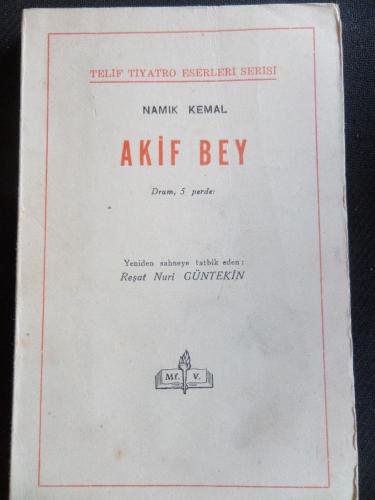 TELİF TİYATRO ESERLERİ SERİSİ
NAMIK KEMAL
AKİF BEY
Dram, 5 perde:
Yeniden sahneye tatbik eden:
Reşat Nuri GÜNTEKİN
Mf. V.